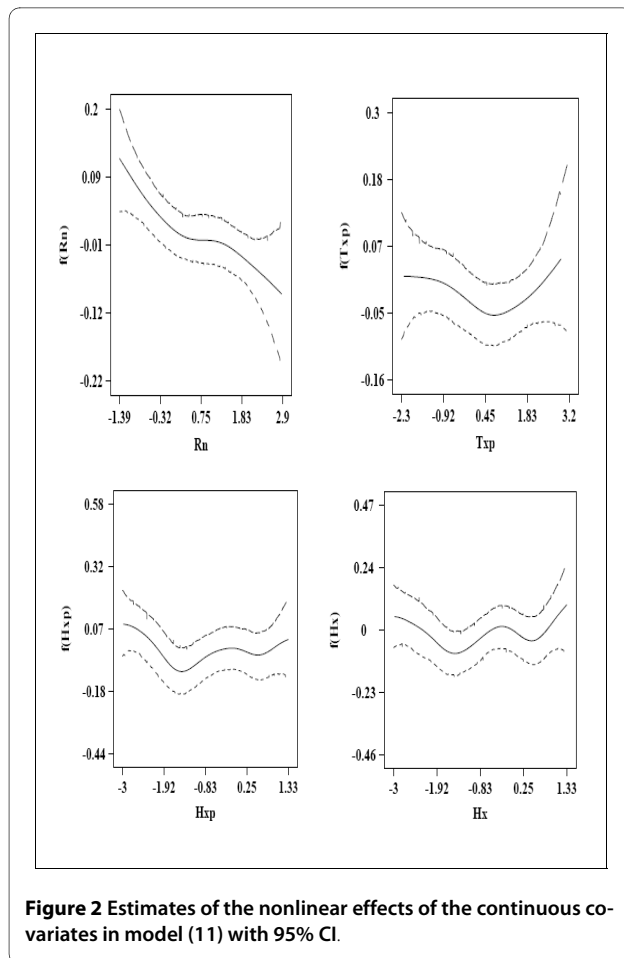 0.2
0.09
-0.01
-0.12
-0.22
f(Rn)
-1.39 -0.32 0.75 1.83 2.9
Rn
0.3
0.18
0.07
-0.05
-0.16
f(Txp)
-2.3 -0.92 0.45 1.83 3.2
Txp
0.58
0.32
0.07
-0.18
-0.44
f(Hxp)
-3 -1.92 -0.83 0.25 1.33
Hxp
0.47
0.24
0
-0.23
-0.46
f(Hx)
-3 -1.92 -0.83 0.25 1.33
Hx
Figure 2 Estimates of the nonlinear effects of the continuous co-
variates in model (11) with 95% CI.